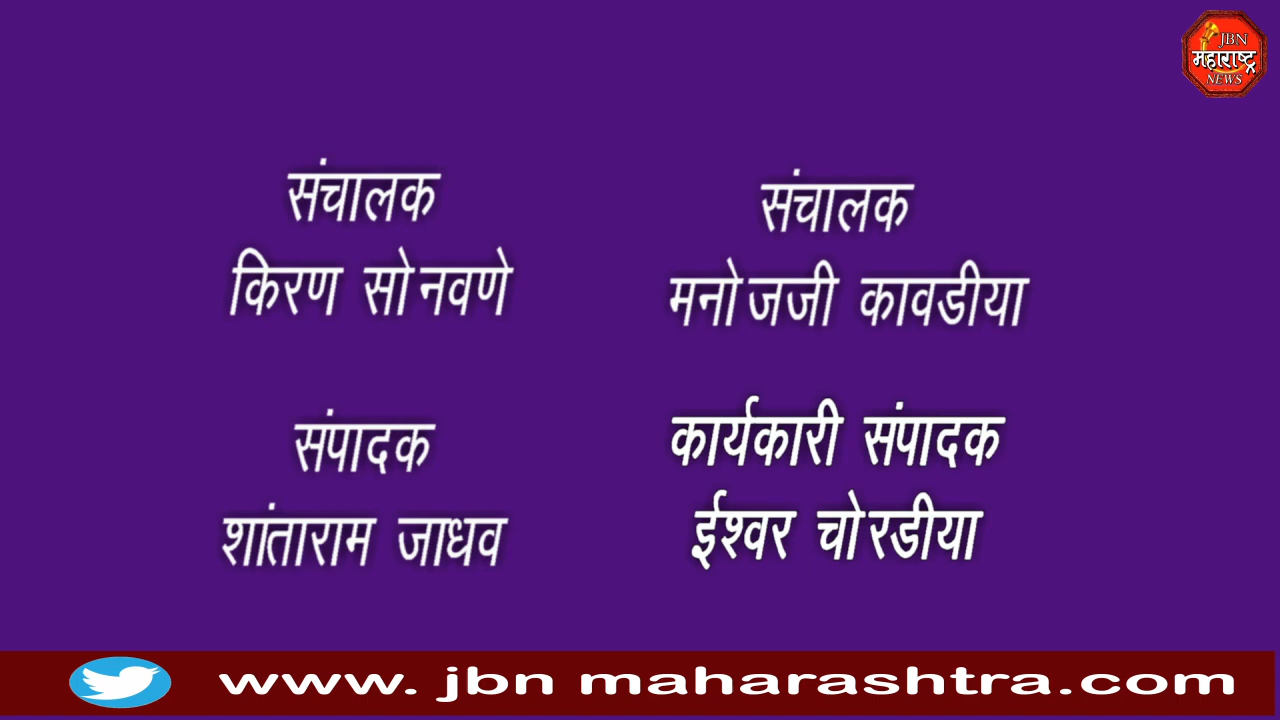 JBN
महाराष्ट्र
NEWS
संचालक
किरण सोनवणे
संचालक
मनोजजी कावडीया
संपादक
शांताराम जाधव
कार्यकारी संपादक
ईश्वर चोरडीया
www. jbn maharashtra.com